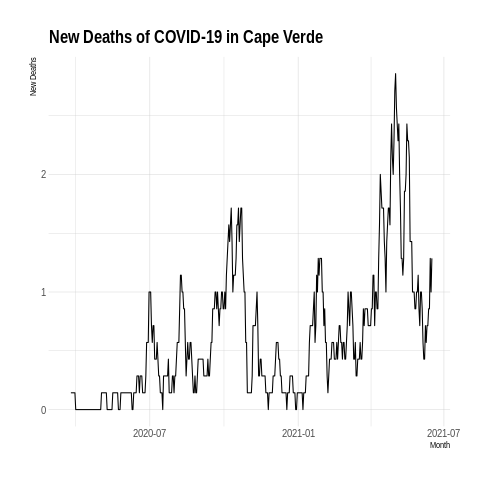 New Deaths of COVID-19 in Cape Verde
New Deaths
2
1
0
2020-07
2021-01
2021-07
Month